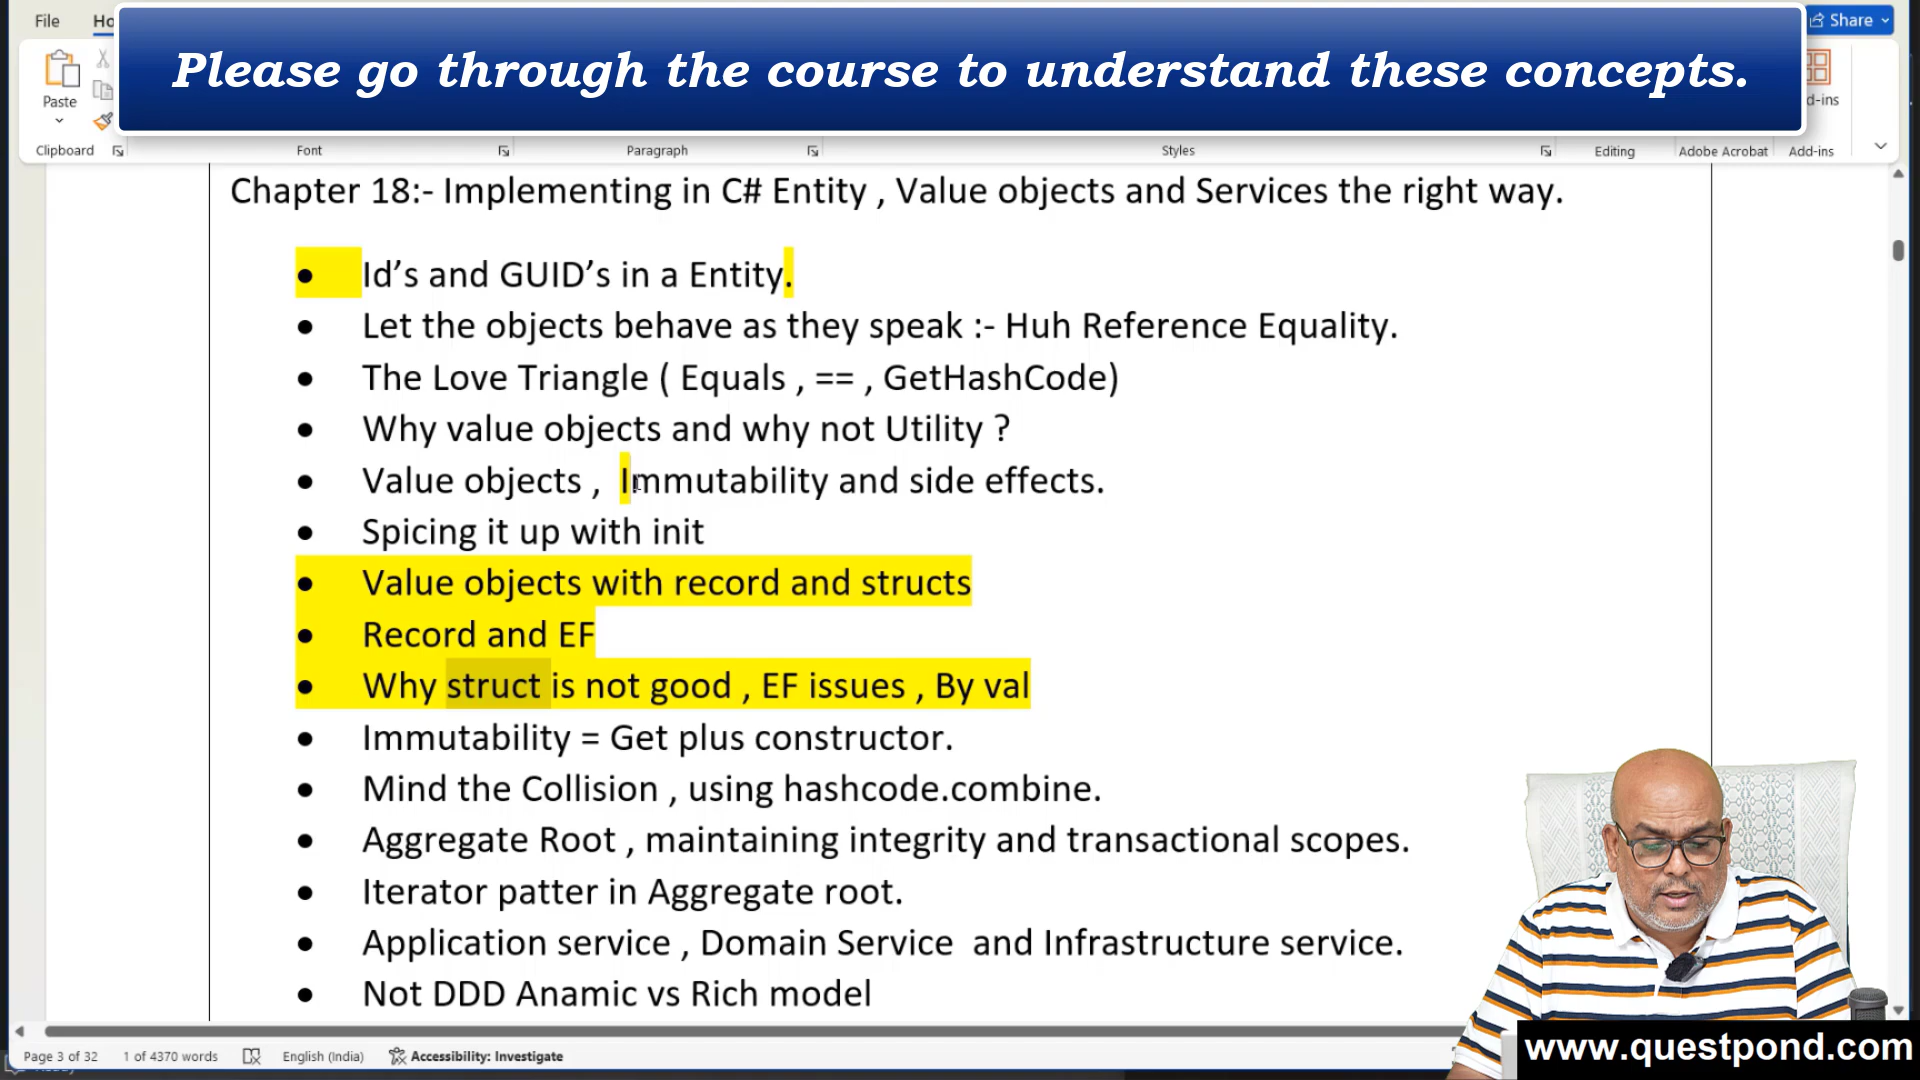 File Ho
Please go through the course to understand these concepts.
Share
Paste
d-ins
Clipboard Font Paragraph Styles Editing Adobe Acrobat Add-ins
Chapter 18:- Implementing in C# Entity , Value objects and Services the right way.
• Id’s and GUID’s in a Entity.
• Let the objects behave as they speak :- Huh Reference Equality.
• The Love Triangle ( Equals , == , GetHashCode)
• Why value objects and why not Utility ?
• Value objects , Immutability and side effects.
• Spicing it up with init
• Value objects with record and structs
• Record and EF
• Why struct is not good , EF issues , By val
• Immutability = Get plus constructor.
• Mind the Collision , using hashcode.combine.
• Aggregate Root , maintaining integrity and transactional scopes.
• Iterator patter in Aggregate root.
• Application service , Domain Service and Infrastructure service.
• Not DDD Anamic vs Rich model
Page 3 of 32 1 of 4370 words English (India) Accessibility: Investigate
www.questpond.com